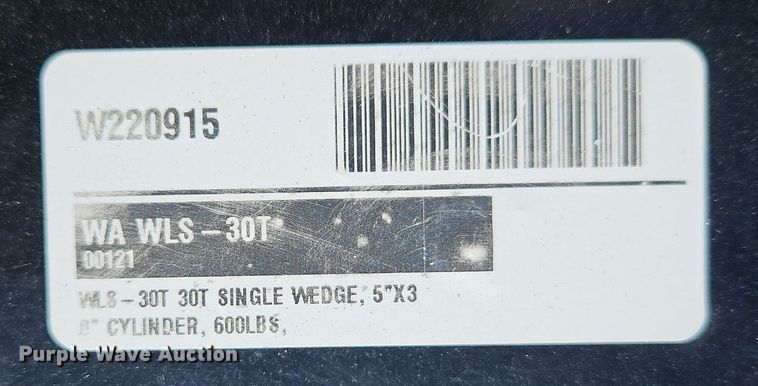 W220915
WA WLS-30T
00121
WLS-30T 30T SINGLE WEDGE, 5"X3
8" CYLINDER, 600LBS,
Purple Wave Auction